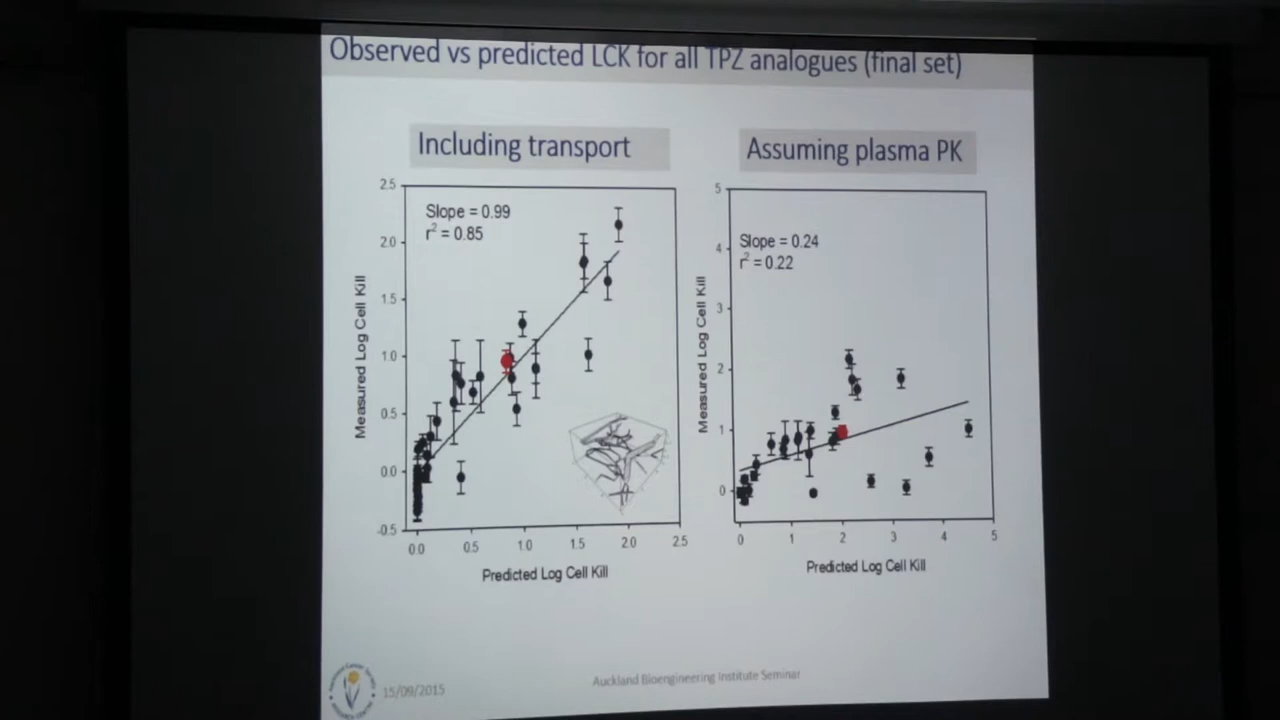 Observed vs predicted LCK for all TPZ analogues (final set)
Including transport
Assuming plasma PK
Slope = 0.99
r² = 0.85
Measured Log Cell Kill
2.5
2.0
1.5
1.0
0.5
0.0
-0.5
0.0 0.5 1.0 1.5 2.0 2.5
Predicted Log Cell Kill
Slope = 0.24
r² = 0.22
Measured Log Cell Kill
5
4
3
2
1
0
0 1 2 3 4 5
Predicted Log Cell Kill
15/09/2015
Auckland Bioengineering Institute Seminar